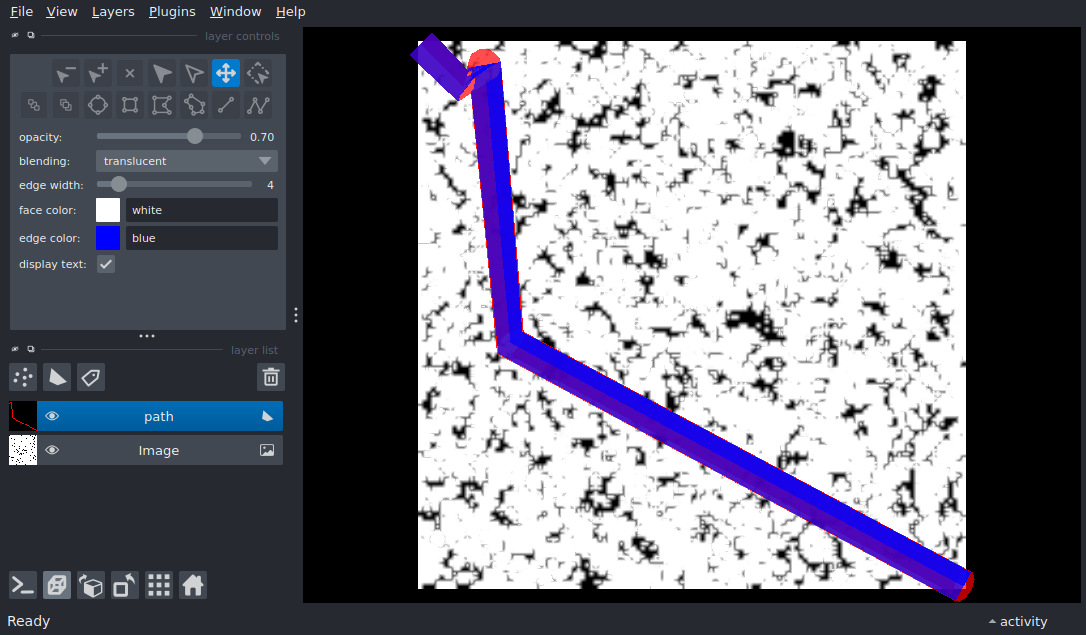 File View Layers Plugins Window Help
layer controls
opacity: 0.70
blending: translucent
edge width: 4
face color: white
edge color: blue
display text:
layer list
path
Image
Ready
activity